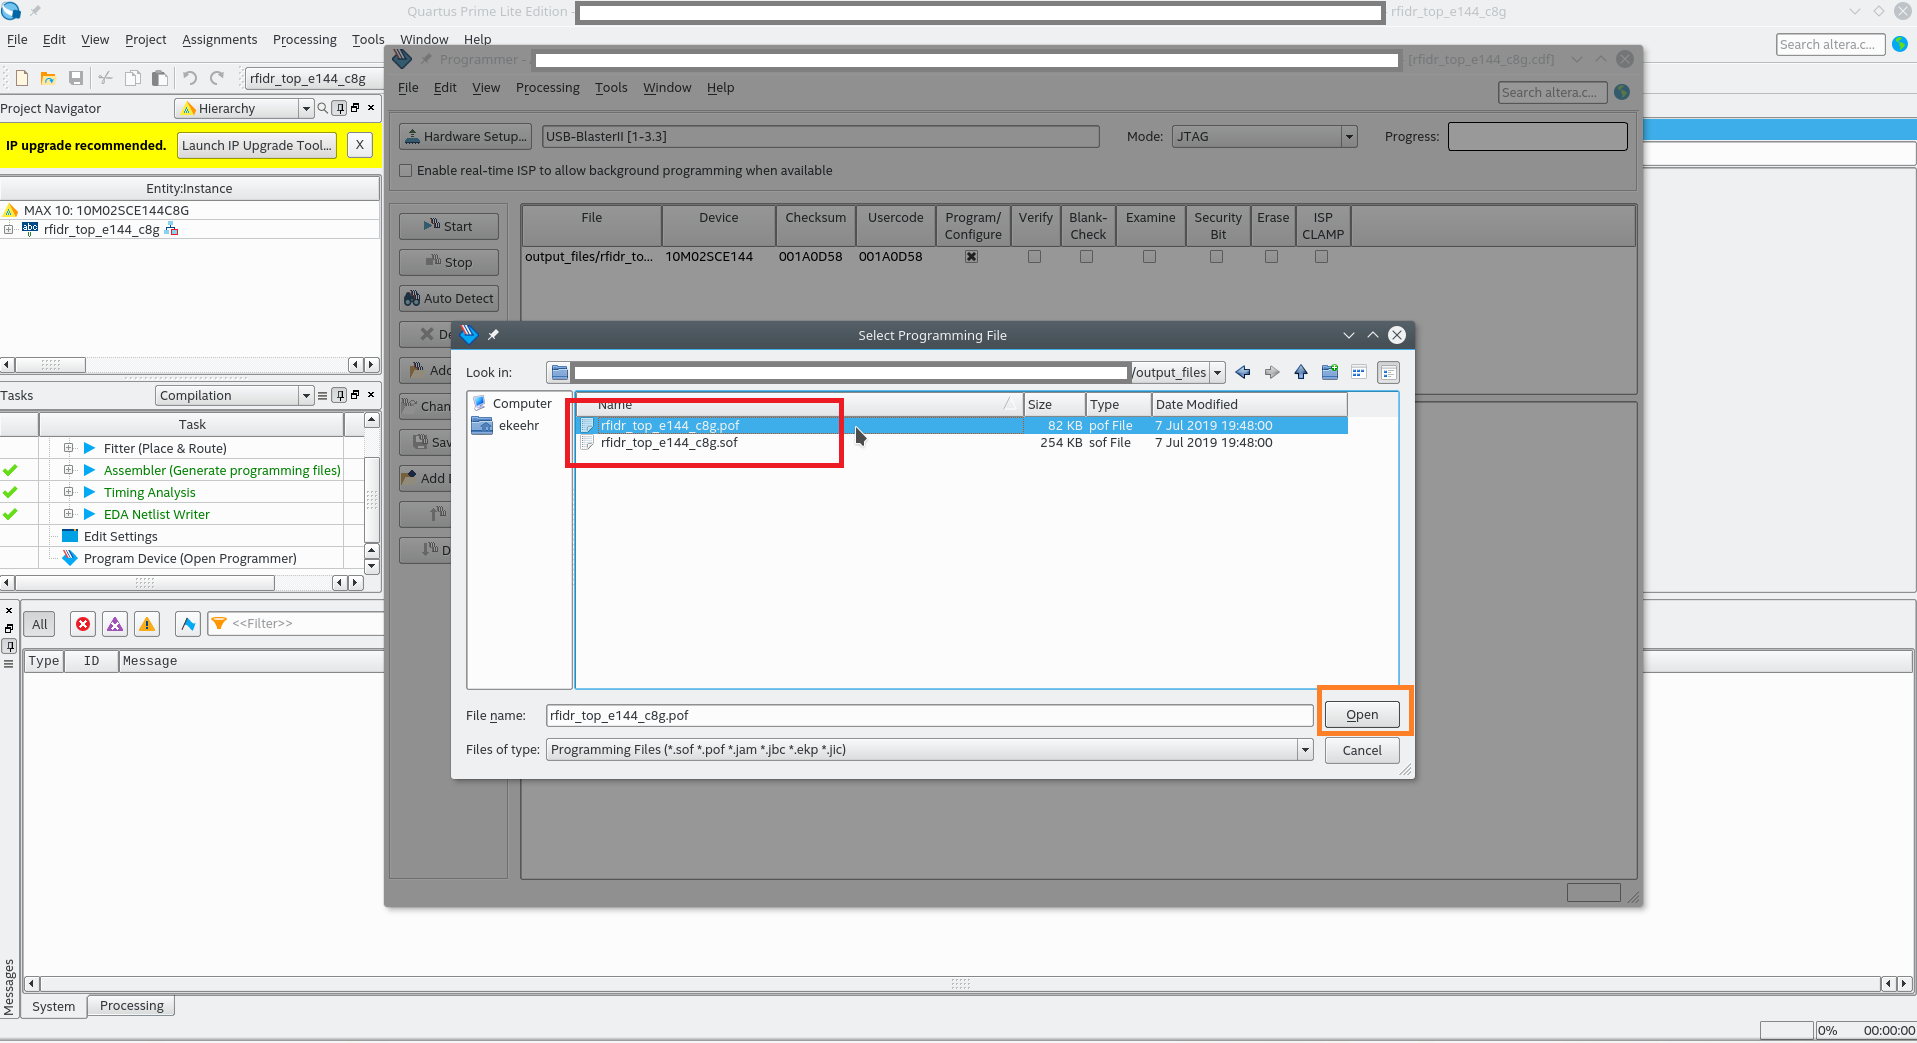 Quartus Prime Lite Edition -
rfidr_top_e144_c8g
File Edit View Project Assignments Processing Tools Window Help
Search altera.c...
rfidr_top_e144_c8g
Project Navigator
Hierarchy
IP upgrade recommended.
Launch IP Upgrade Tool...
X
Entity:Instance
MAX 10: 10M02SCE144C8G
rfidr_top_e144_c8g
Tasks
Compilation
Task
Fitter (Place & Route)
Assembler (Generate programming files)
Timing Analysis
EDA Netlist Writer
Edit Settings
Program Device (Open Programmer)
Programmer -
[rfidr_top_e144_c8g.cdf]
File Edit View Processing Tools Window Help
Search altera.c...
Hardware Setup...
USB-BlasterII [1-3.3]
Mode:
JTAG
Progress:
Enable real-time ISP to allow background programming when available
Start
Stop
Auto Detect
File Device Checksum Usercode Program/ Configure Verify Blank- Check Examine Security Bit Erase ISP CLAMP
output_files/rfidr_to... 10M02SCE144 001A0D58 001A0D58
Select Programming File
Look in:
/output_files
Computer
ekeehr
Name Size Type Date Modified
rfidr_top_e144_c8g.pof 82 KB pof File 7 Jul 2019 19:48:00
rfidr_top_e144_c8g.sof 254 KB sof File 7 Jul 2019 19:48:00
File name:
rfidr_top_e144_c8g.pof
Open
Files of type:
Programming Files (*.sof *.pof *.jam *.jbc *.ekp *.jic)
Cancel
All
<<Filter>>
Type ID Message
Messages
System
Processing
0% 00:00:00